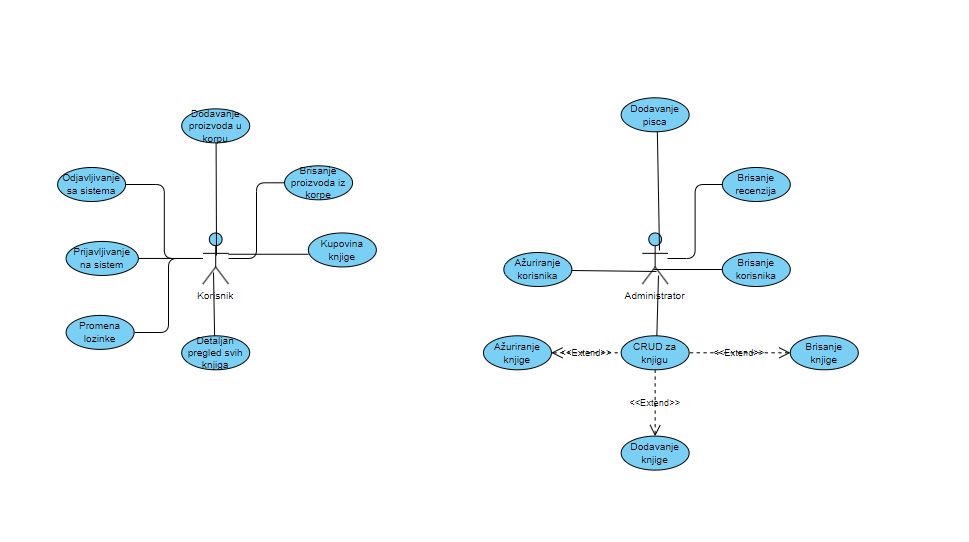 Dodavanje
proizvoda u
korpu
Odjavljivanje
sa sistema
Brisanje
proizvoda iz
korpe
Prijavljivanje
na sistem
Kupovina
knjige
Korisnik
Promena
lozinke
Detaljan
pregled svih
knjiga
Dodavanje
pisca
Brisanje
recenzija
Ažuriranje
korisnika
Brisanje
korisnika
Administrator
Ažuriranje
knjige
<<Extend>>
CRUD za
knjigu
<<Extend>>
Brisanje
knjige
<<Extend>>
Dodavanje
knjige